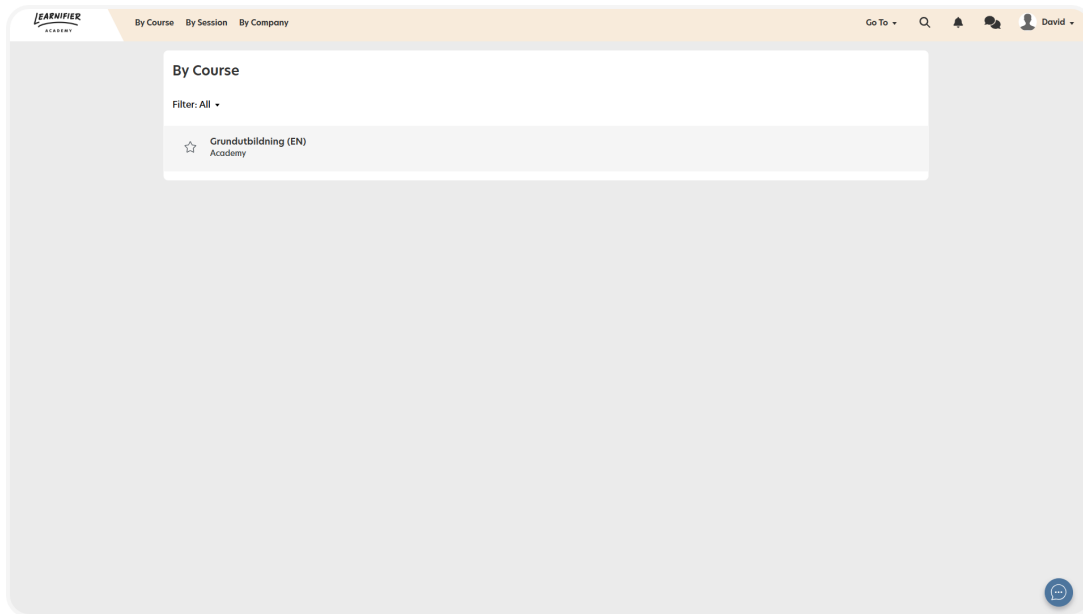 LEARNIFIER
ACADEMY
By Course By Session By Company Go To David
By Course
Filter: All
Grundutbildning (EN)
Academy